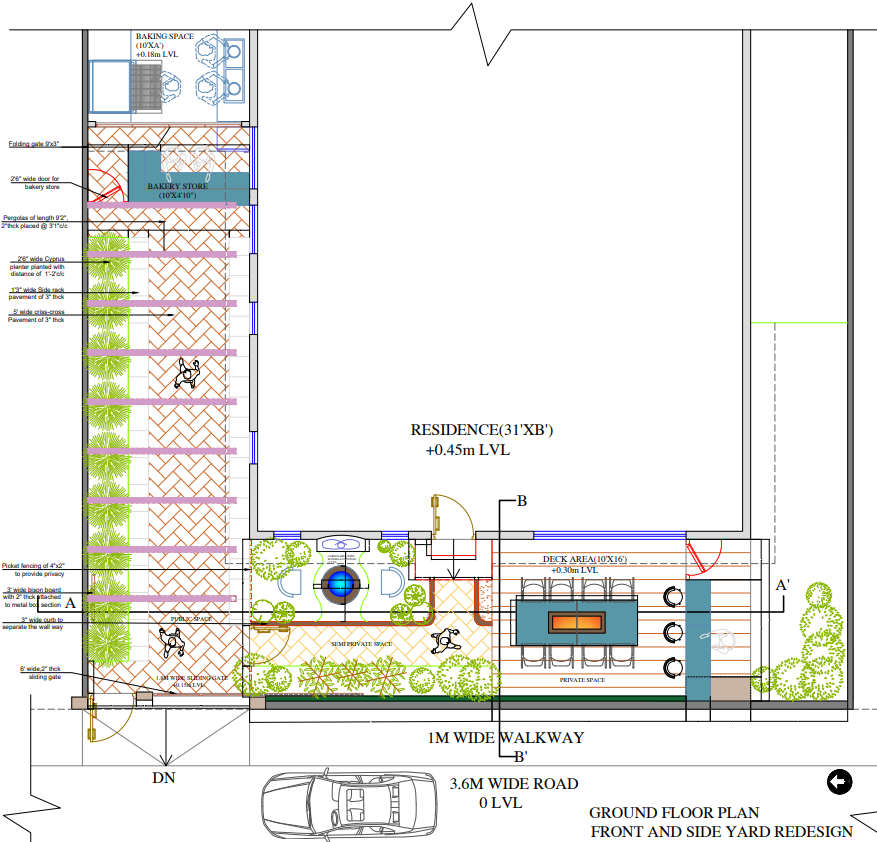 BAKING SPACE
(10'XA')
+0.18m LVL
Folding gate 9'x3"
2'6" wide door for
bakery store
BAKERY STORE
(10'X4'10")
Pergolas of length 9'2",
2"thck placed @ 3'1"c/c
2'6" wide Cyprus
planter planted with
distance of 1'-2'c/c
1'3" wide Side rack
pavement of 3" thck
5' wide criss-cross
Pavement of 3" thck
RESIDENCE(31'XB')
+0.45m LVL
B
DECK AREA(10'X16')
+0.30m LVL
Picket fencing of 4"x2"
to provide privacy
3' wide bison board
with 2" thck attached
to metal box section
A
A'
3" wide curb to
separate the wall way
PUBLIC SPACE
SEMI PRIVATE SPACE
6' wide,2" thck
sliding gate
1.8M WIDE SLIDING GATE
+0.15m LVL
PRIVATE SPACE
1M WIDE WALKWAY
B'
DN
3.6M WIDE ROAD
0 LVL
GROUND FLOOR PLAN
FRONT AND SIDE YARD REDESIGN